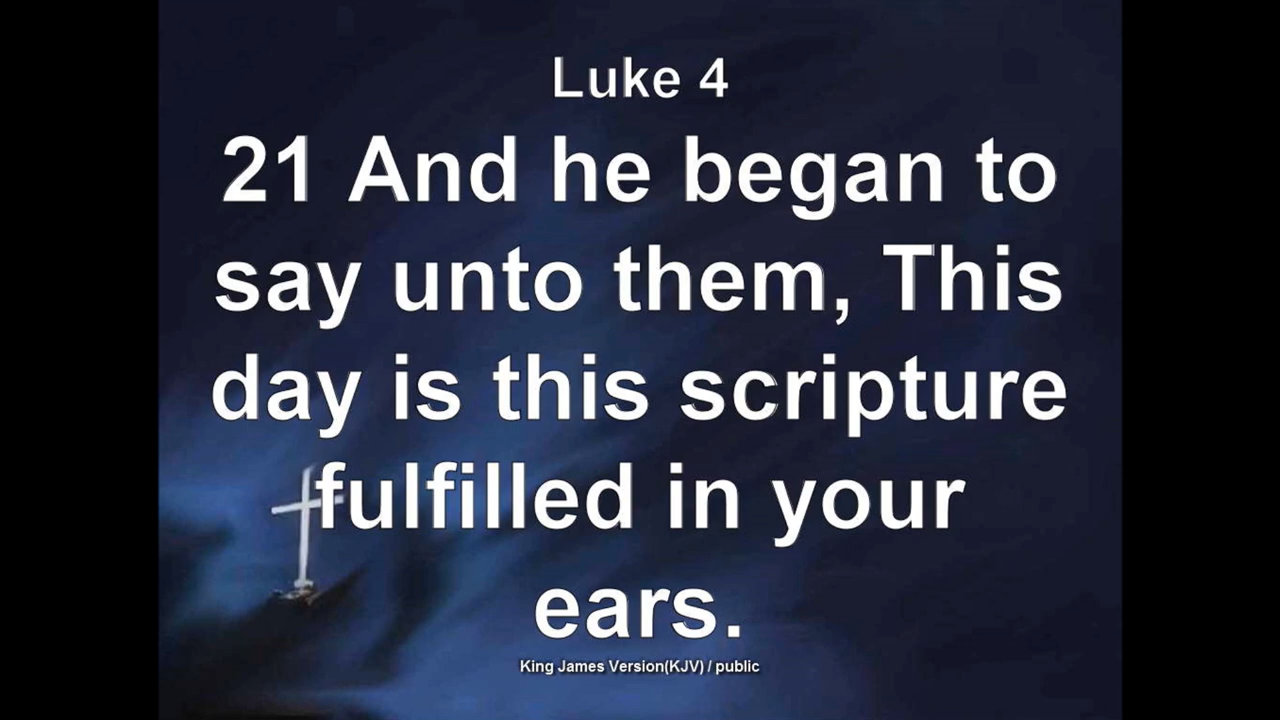 Luke 4
21 And he began to
say unto them, This
day is this scripture
fulfilled in your
ears.
King James Version(KJV) / public